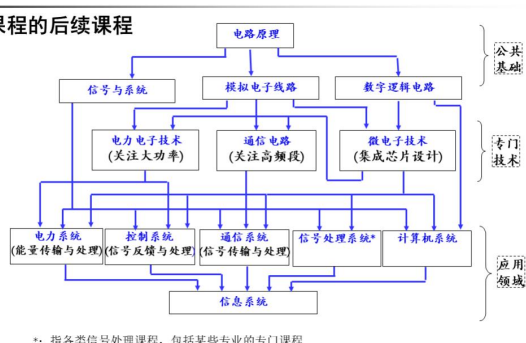 程的后续课程
电路原理
公共
基础
信号与系统
模拟电子线路
数字逻辑电路
电力电子技术
(关注大功率)
通信电路
(关注高频段)
微电子技术
(集成芯片设计)
专门
技术
电力系统
(能量传输与处理)
控制系统
(信号反馈与处理)
通信系统
(信号传输与处理)
信号处理系统*
计算机系统
应用
领域
信息系统
*：指各类信号处理课程，包括某些专业的专门课程